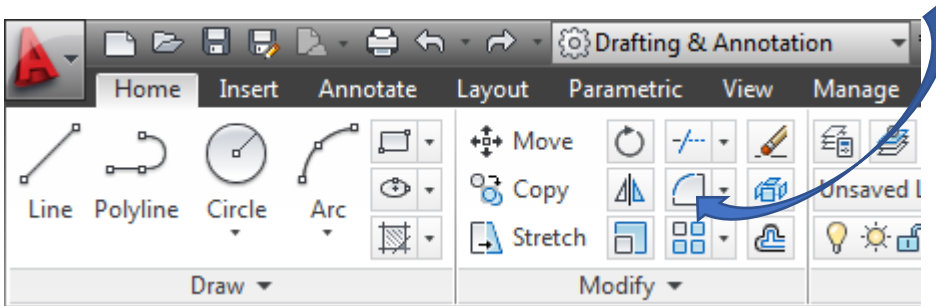 Drafting & Annotation
Home Insert Annotate Layout Parametric View Manage
Move
Copy Unsaved L
Line Polyline Circle Arc
Stretch
Draw Modify